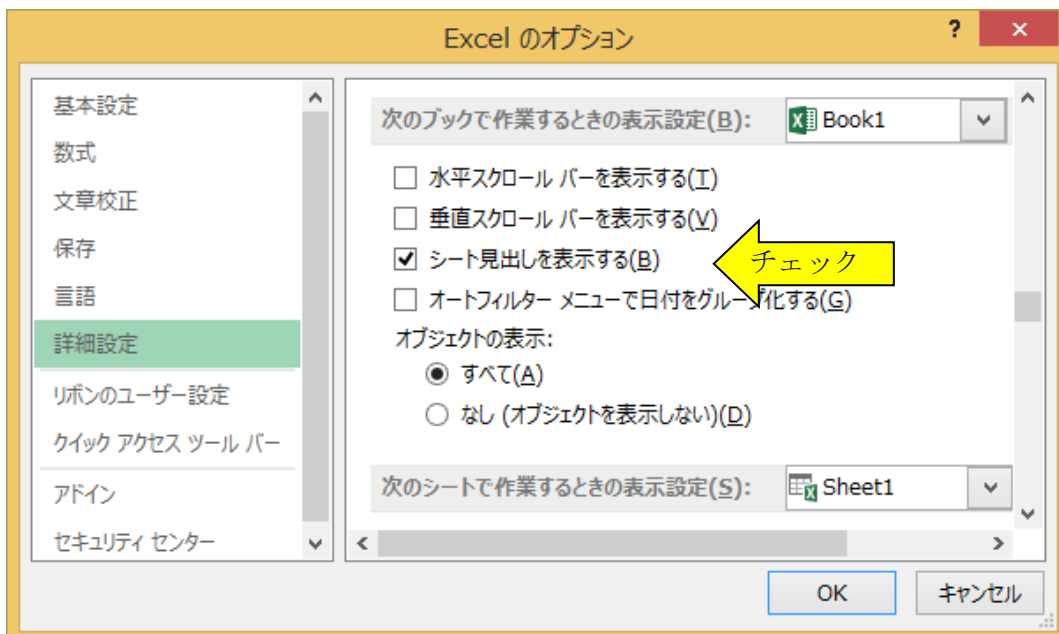 Excel のオプション
?
基本設定
数式
文章校正
保存
言語
詳細設定
リボンのユーザー設定
クイック アクセス ツール バー
アドイン
セキュリティ センター
次のブックで作業するときの表示設定(B):
Book1
水平スクロール バーを表示する(T)
垂直スクロール バーを表示する(V)
シート見出しを表示する(B)
チェック
オートフィルター メニューで日付をグループ化する(G)
オブジェクトの表示:
すべて(A)
なし (オブジェクトを表示しない)(D)
次のシートで作業するときの表示設定(S):
Sheet1
OK
キャンセル